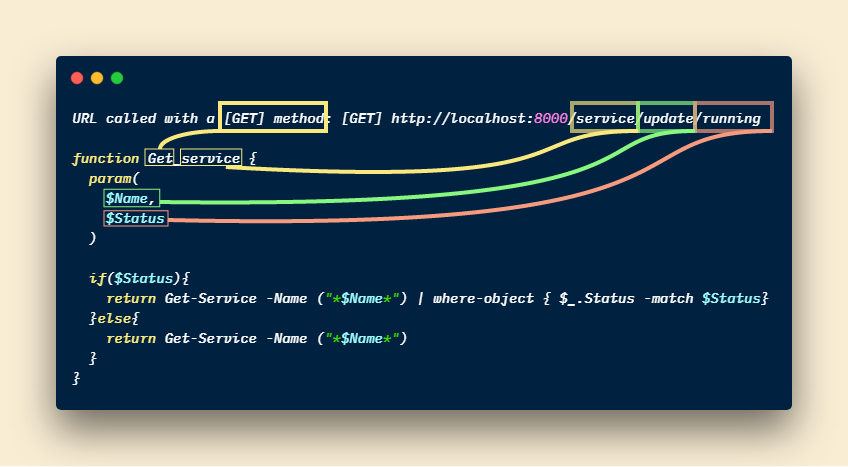 URL called with a [GET] method: [GET] http://localhost:8000/service/update/running
function Get_service {
param(
$Name,
$Status
)
if($Status){
return Get-Service -Name ("*$Name*") | where-object { $_.Status -match $Status}
}else{
return Get-Service -Name ("*$Name*")
}
}